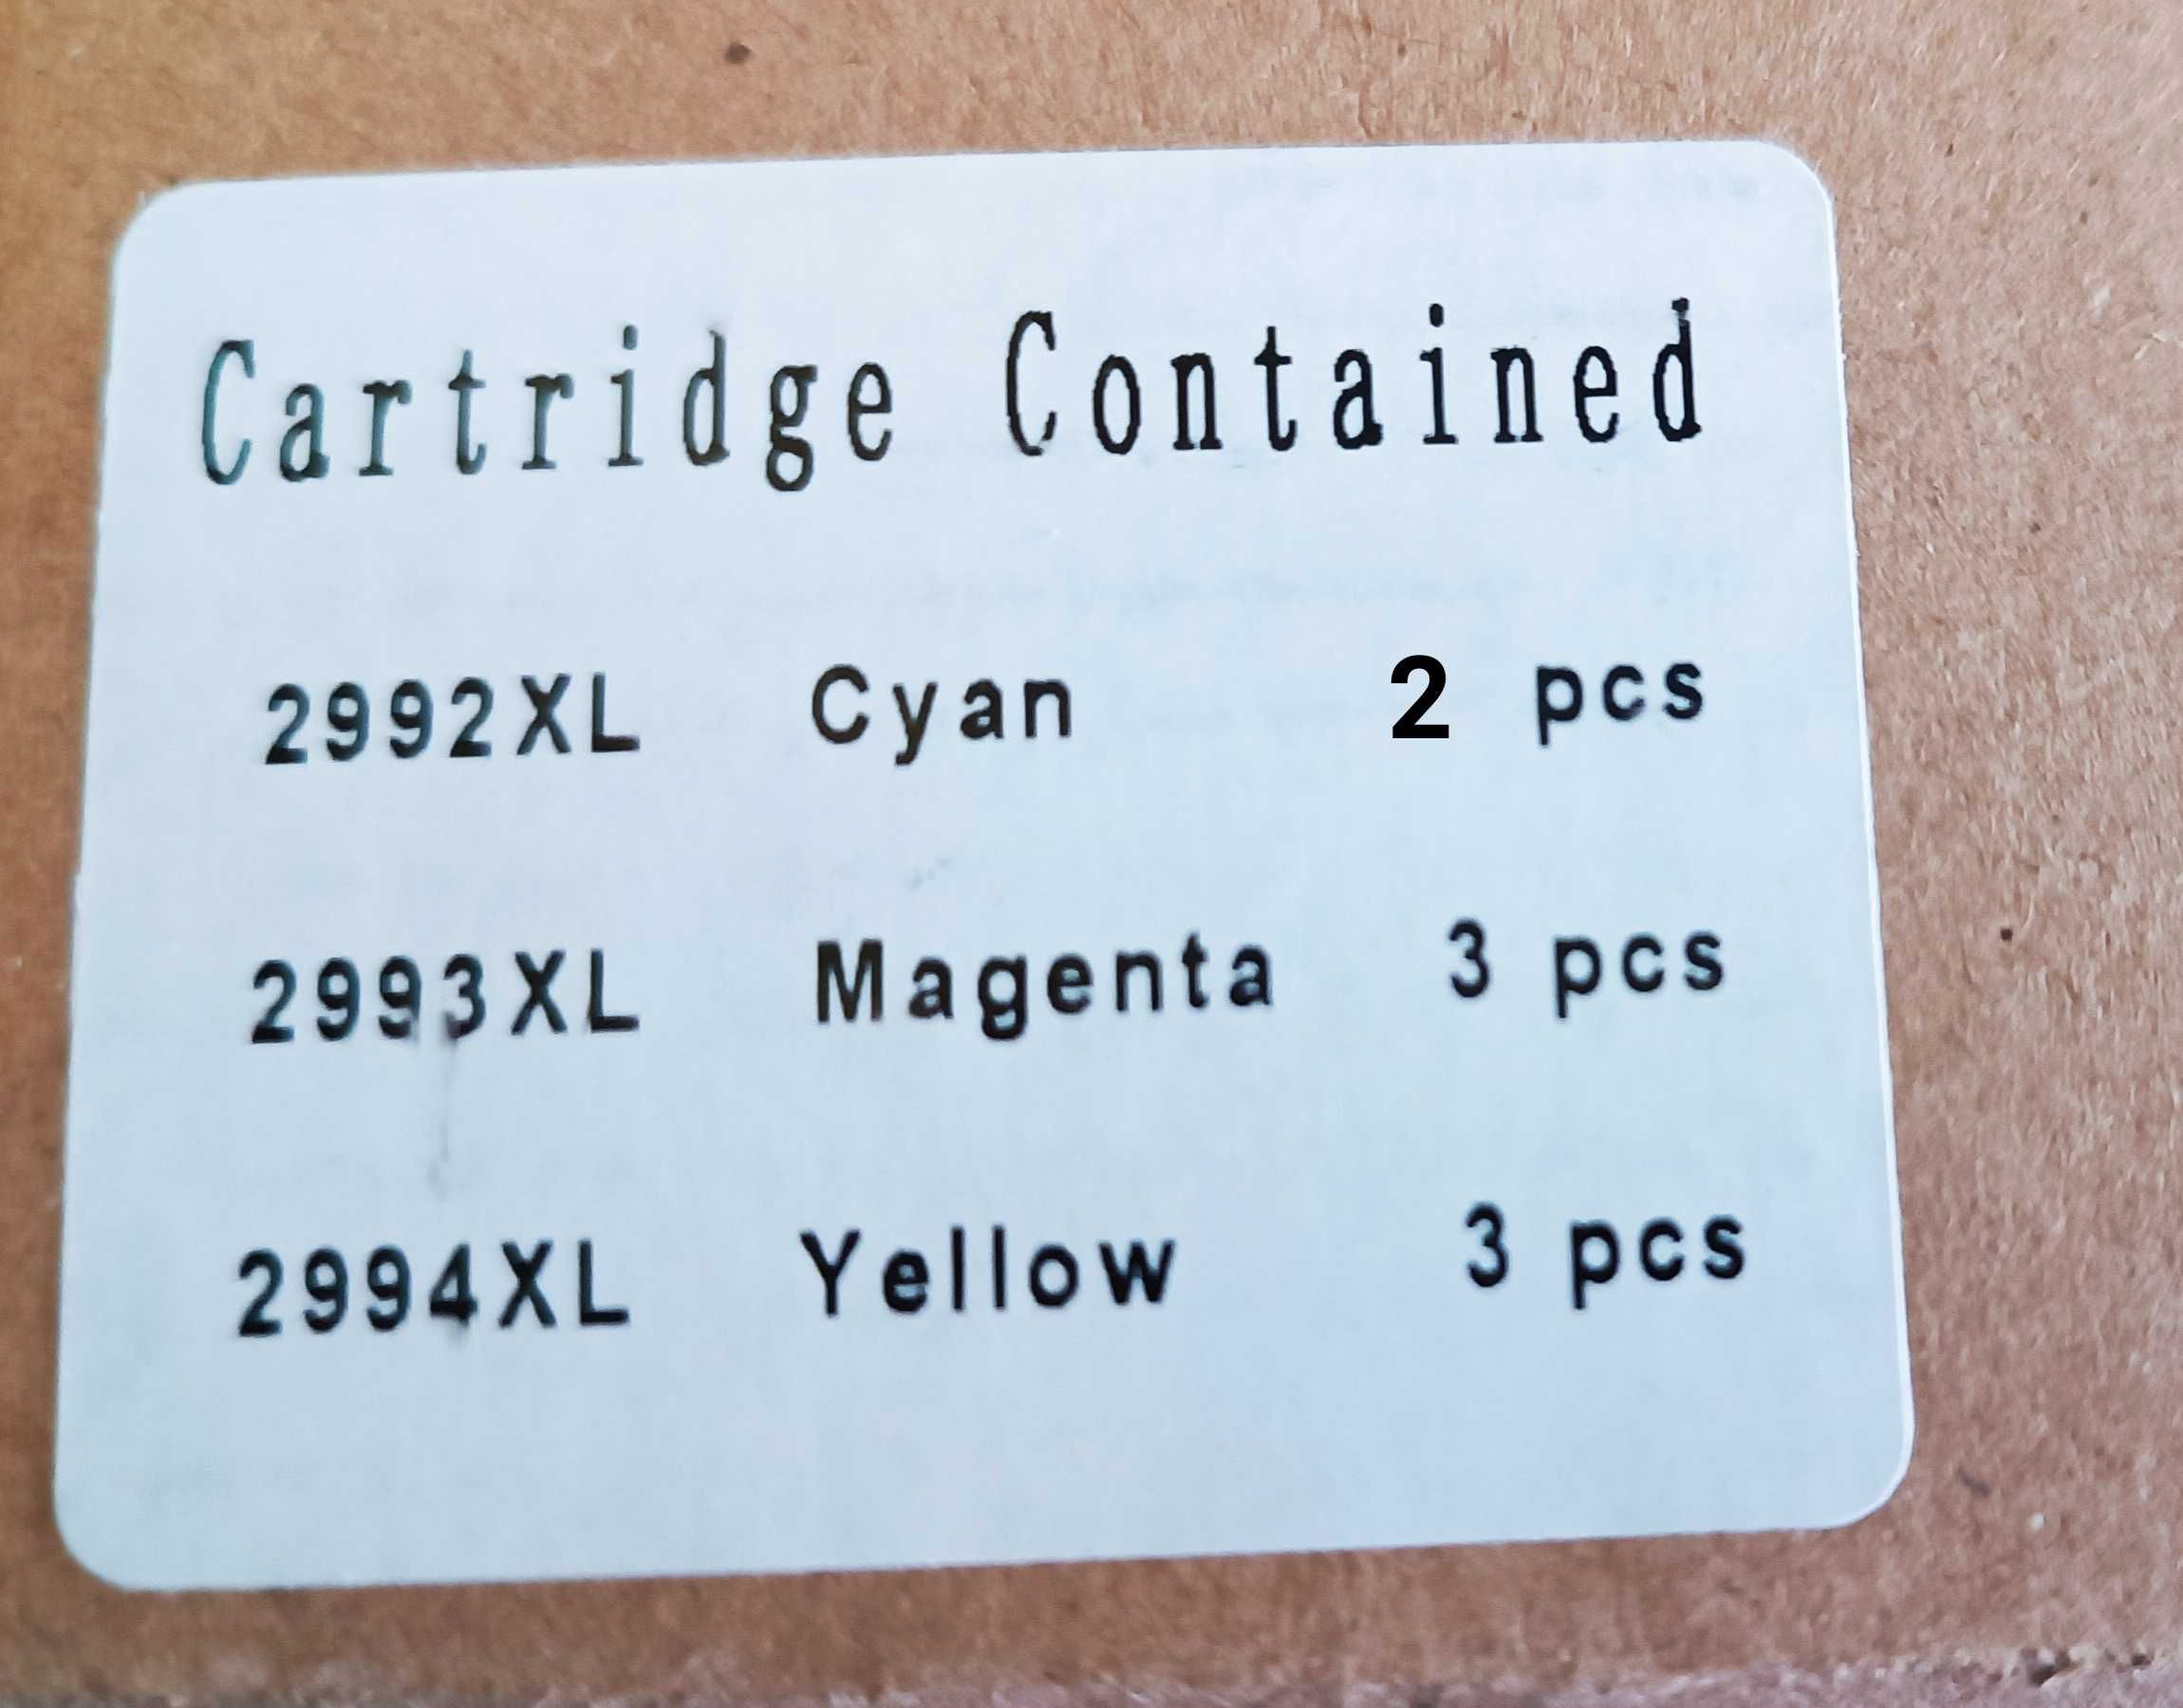 Cartridge Contained
2992XL Cyan 2 pcs
2993XL Magenta 3 pcs
2994XL Yellow 3 pcs